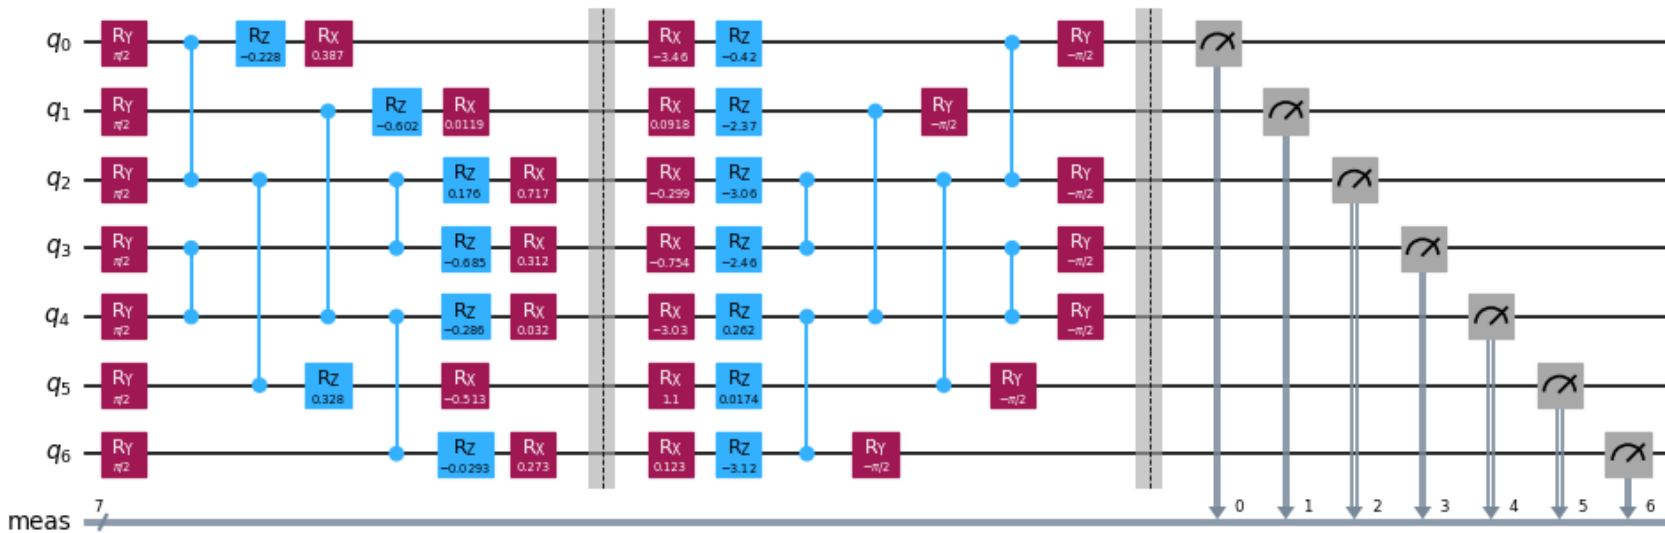 q0 RY π/2 RZ −0.228 RX 0.387 RX −3.46 RZ −0.42 RY −π/2
q1 RY π/2 RZ −0.602 RX 0.0119 RX 0.0918 RZ −2.37 RY −π/2
q2 RY π/2 RZ 0.176 RX 0.717 RX −0.299 RZ −3.06 RY −π/2
q3 RY π/2 RZ −0.685 RX 0.312 RX −0.754 RZ −2.46 RY −π/2
q4 RY π/2 RZ −0.286 RX 0.032 RX −3.03 RZ 0.262 RY −π/2
q5 RY π/2 RZ 0.328 RX −0.513 RX 1.1 RZ 0.0174 RY −π/2
q6 RY π/2 RZ −0.0293 RX 0.273 RX 0.123 RZ −3.12 RY −π/2
meas 7 0 1 2 3 4 5 6